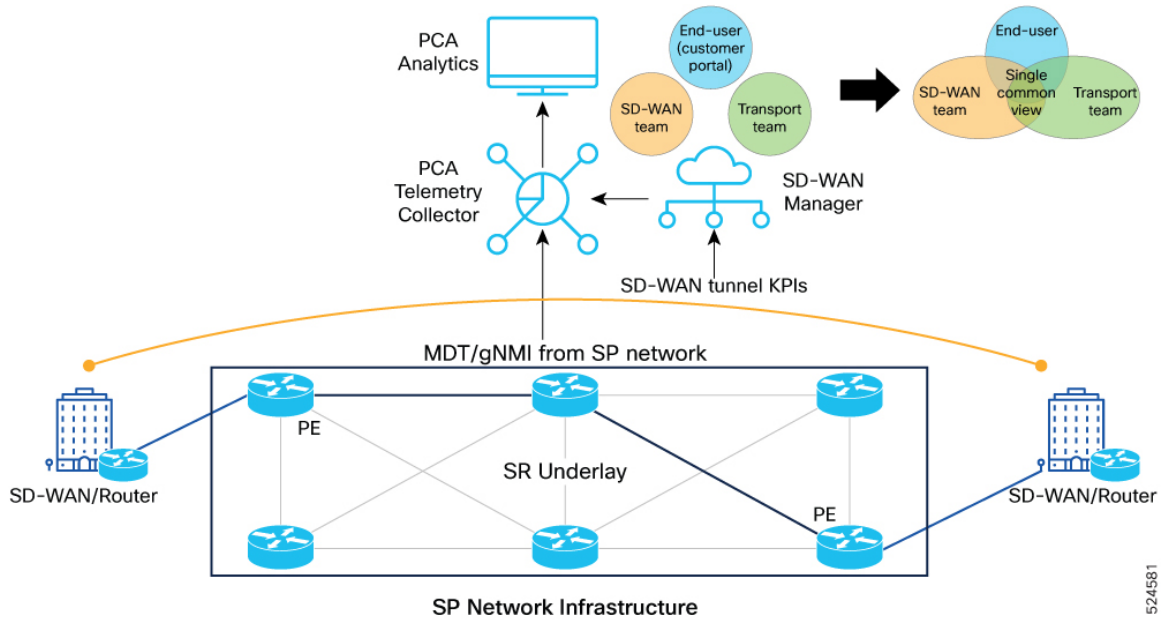 PCA
Analytics
End-user
(customer
portal)
SD-WAN
team
Transport
team
End-user
SD-WAN
team
Single
common
view
Transport
team
PCA
Telemetry
Collector
SD-WAN
Manager
SD-WAN tunnel KPIs
MDT/gNMI from SP network
PE
SR Underlay
PE
SD-WAN/Router
SD-WAN/Router
SP Network Infrastructure
524581